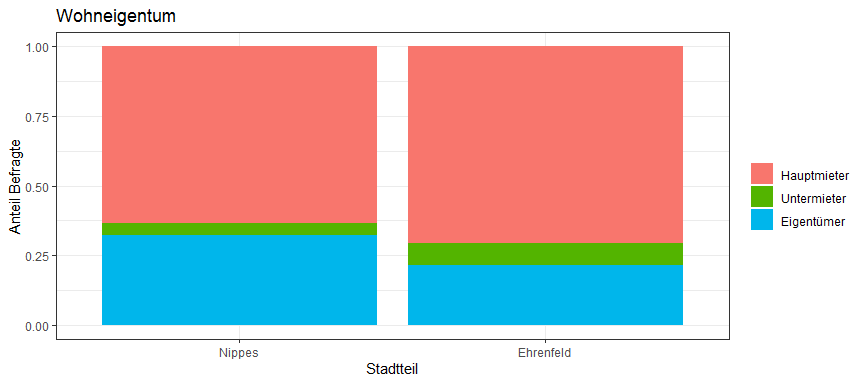 Wohneigentum
Anteil Befragte
1.00
0.75
0.50
0.25
0.00
Nippes
Ehrenfeld
Stadtteil
Hauptmieter
Untermieter
Eigentümer